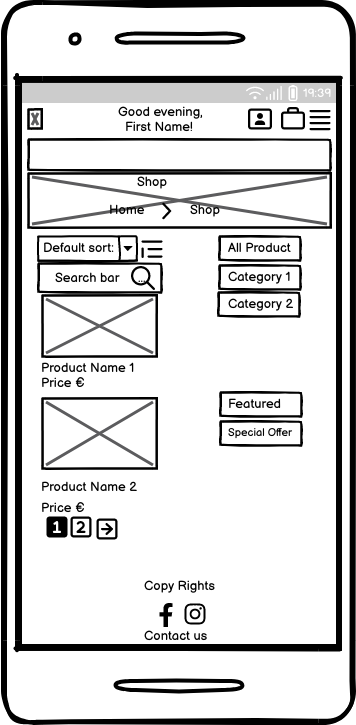 19:39
X
Good evening,
First Name!
Shop
Home > Shop
Default sort:
All Product
Search bar
Category 1
Category 2
Product Name 1
Price €
Featured
Special Offer
Product Name 2
Price €
1 2 →
Copy Rights
f
Contact us